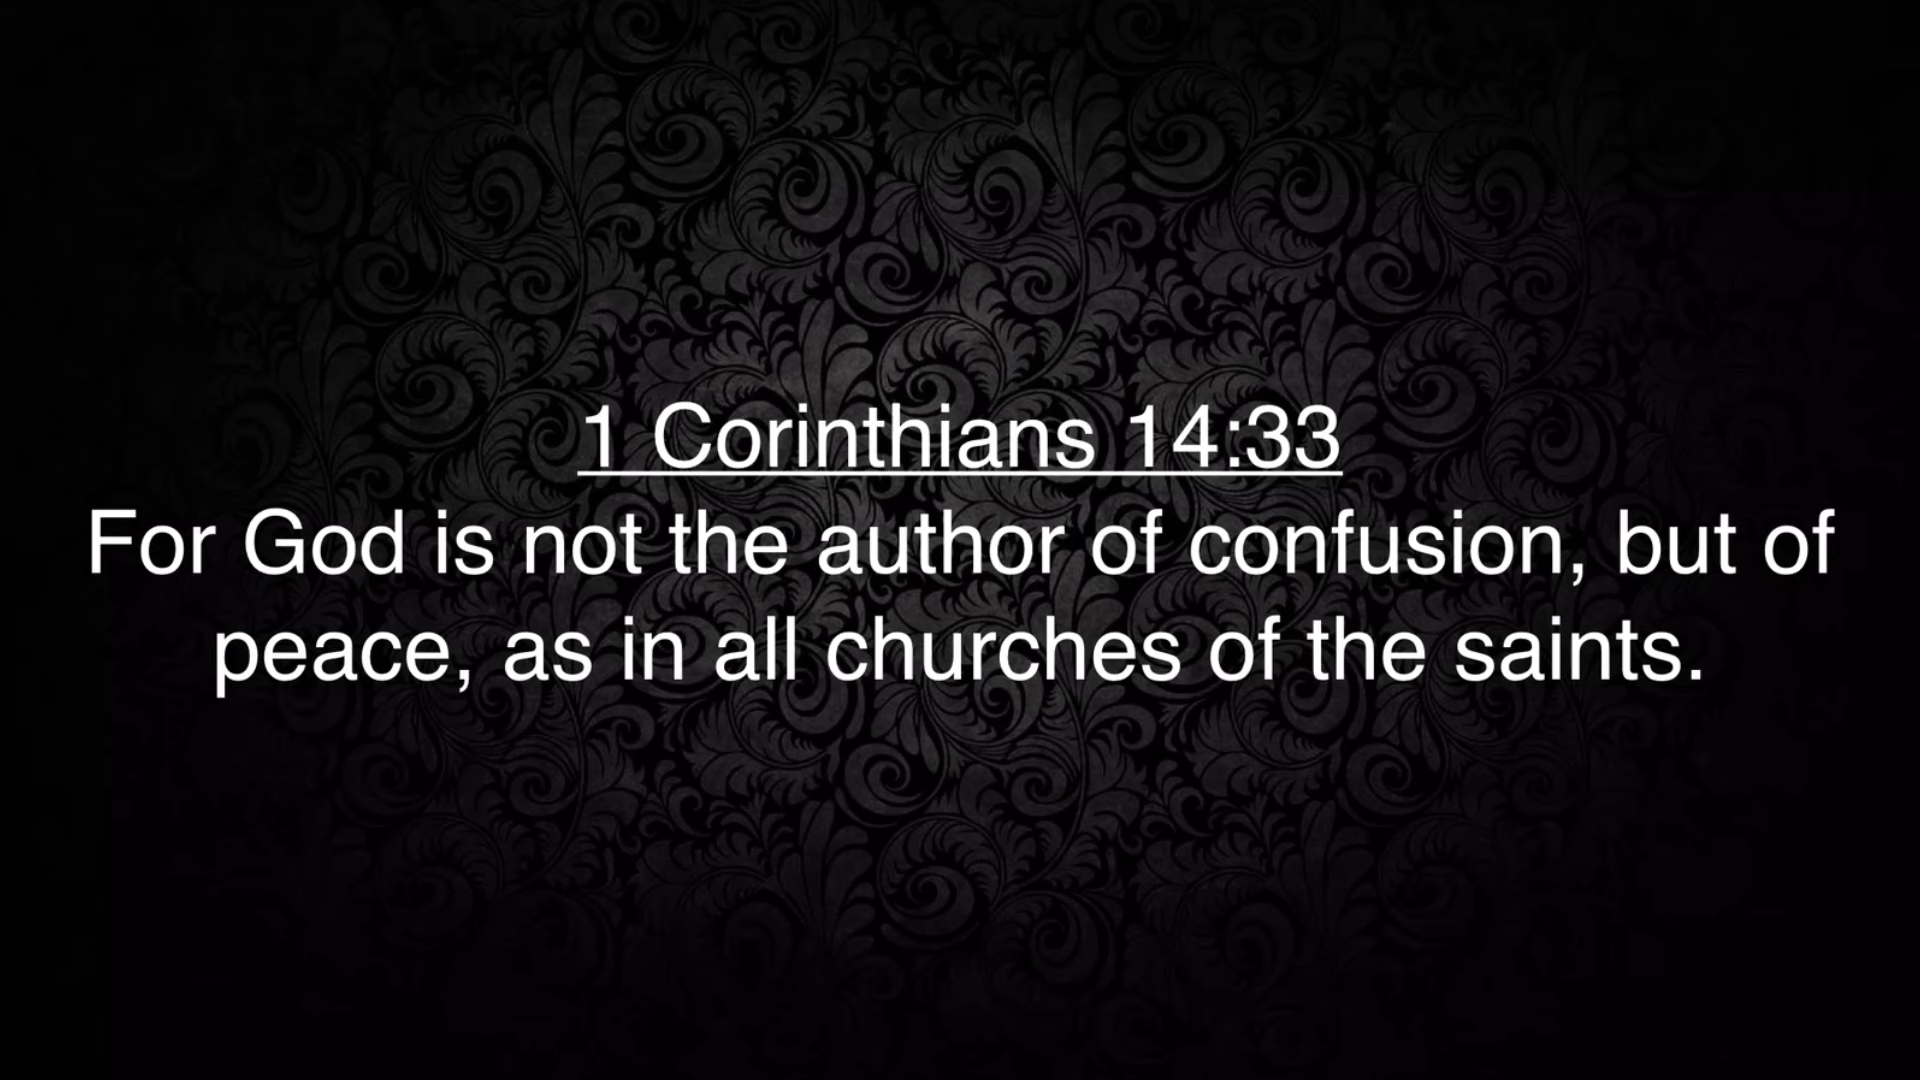 1 Corinthians 14:33
For God is not the author of confusion, but of
peace, as in all churches of the saints.